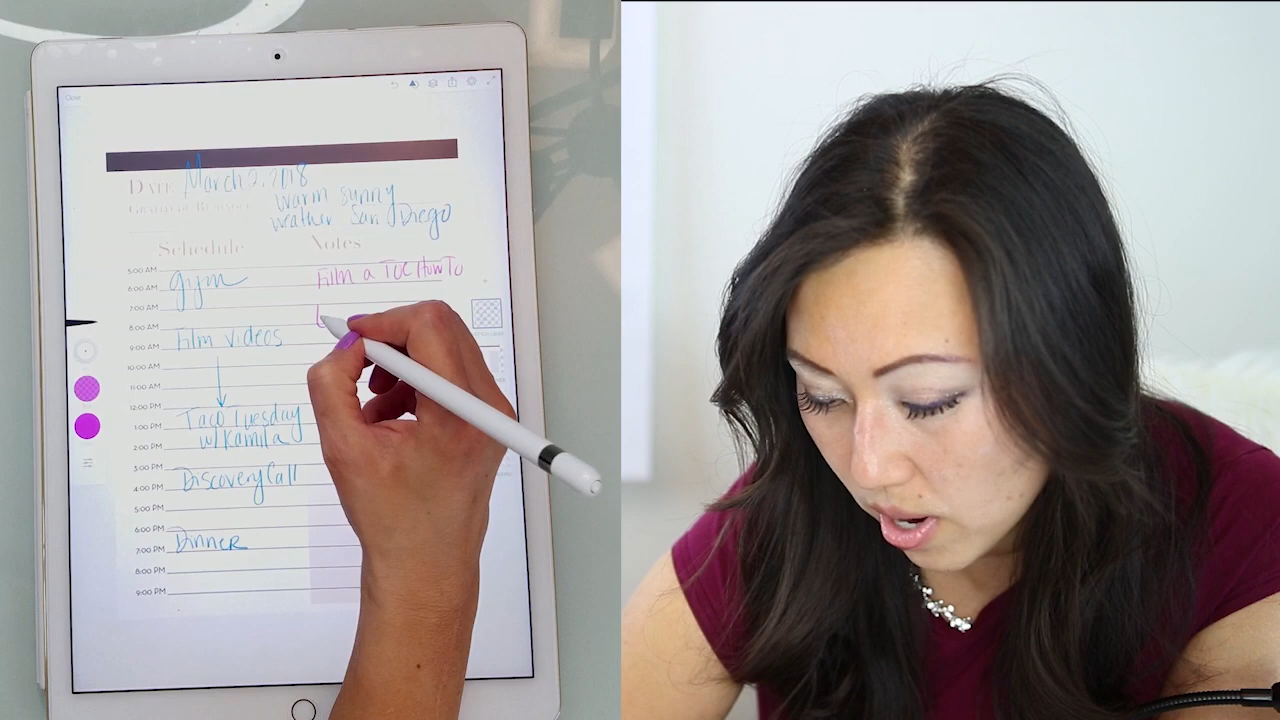 Close
DATE March 2, 2018
warm sunny
weather San Diego
Schedule
Notes
5:00 AM
6:00 AM gym
Film a TOC How To
7:00 AM
8:00 AM
9:00 AM Film videos
10:00 AM
11:00 AM
12:00 PM
1:00 PM Taco Tuesday
2:00 PM w/ Kamila
3:00 PM
4:00 PM Discovery Call
5:00 PM
6:00 PM
7:00 PM Dinner
8:00 PM
9:00 PM